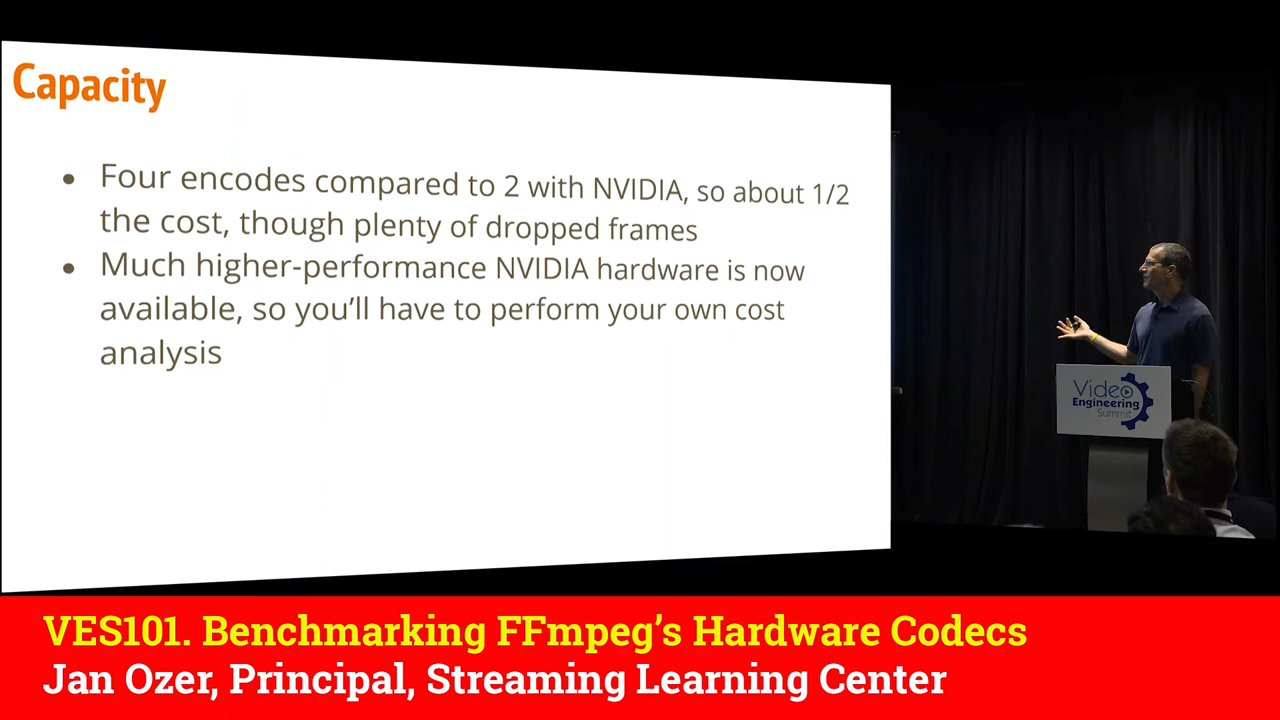 Capacity
• Four encodes compared to 2 with NVIDIA, so about 1/2
the cost, though plenty of dropped frames
• Much higher-performance NVIDIA hardware is now
available, so you’ll have to perform your own cost
analysis
Video
Engineering
Summit
VES101. Benchmarking FFmpeg’s Hardware Codecs
Jan Ozer, Principal, Streaming Learning Center